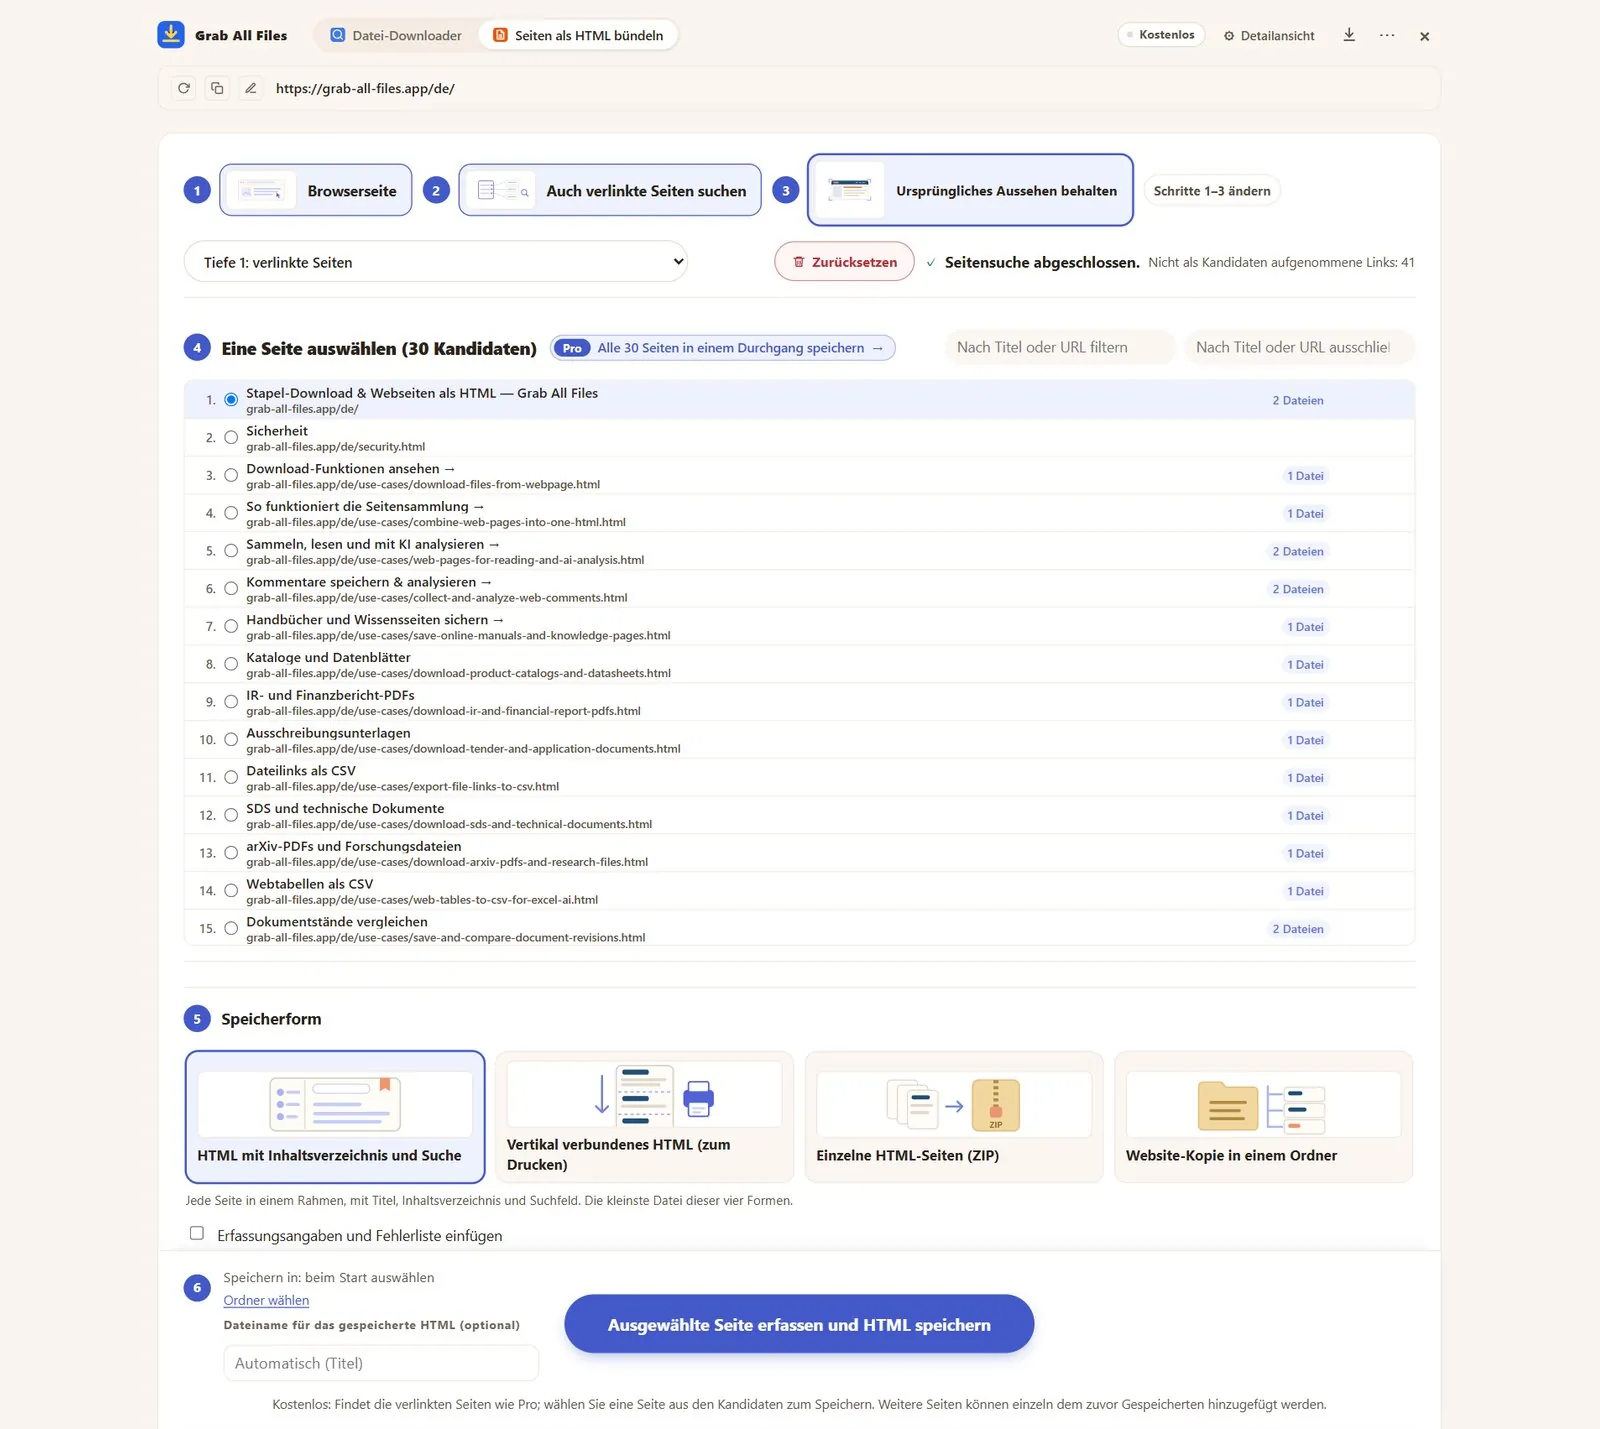 Grab All Files
Datei-Downloader
Seiten als HTML bündeln
Kostenlos
Detailansicht
https://grab-all-files.app/de/
1
Browserseite
2
Auch verlinkte Seiten suchen
3
Ursprüngliches Aussehen behalten
Schritte 1–3 ändern
Tiefe 1: verlinkte Seiten
Zurücksetzen
✓ Seitensuche abgeschlossen. Nicht als Kandidaten aufgenommene Links: 41
4
Eine Seite auswählen (30 Kandidaten)
Pro Alle 30 Seiten in einem Durchgang speichern →
Nach Titel oder URL filtern
Nach Titel oder URL ausschließ
1. Stapel-Download & Webseiten als HTML — Grab All Files
grab-all-files.app/de/
2 Dateien
2. Sicherheit
grab-all-files.app/de/security.html
3. Download-Funktionen ansehen →
grab-all-files.app/de/use-cases/download-files-from-webpage.html
1 Datei
4. So funktioniert die Seitensammlung →
grab-all-files.app/de/use-cases/combine-web-pages-into-one-html.html
1 Datei
5. Sammeln, lesen und mit KI analysieren →
grab-all-files.app/de/use-cases/web-pages-for-reading-and-ai-analysis.html
2 Dateien
6. Kommentare speichern & analysieren →
grab-all-files.app/de/use-cases/collect-and-analyze-web-comments.html
2 Dateien
7. Handbücher und Wissensseiten sichern →
grab-all-files.app/de/use-cases/save-online-manuals-and-knowledge-pages.html
1 Datei
8. Kataloge und Datenblätter
grab-all-files.app/de/use-cases/download-product-catalogs-and-datasheets.html
1 Datei
9. IR- und Finanzbericht-PDFs
grab-all-files.app/de/use-cases/download-ir-and-financial-report-pdfs.html
1 Datei
10. Ausschreibungsunterlagen
grab-all-files.app/de/use-cases/download-tender-and-application-documents.html
1 Datei
11. Dateilinks als CSV
grab-all-files.app/de/use-cases/export-file-links-to-csv.html
1 Datei
12. SDS und technische Dokumente
grab-all-files.app/de/use-cases/download-sds-and-technical-documents.html
1 Datei
13. arXiv-PDFs und Forschungsdateien
grab-all-files.app/de/use-cases/download-arxiv-pdfs-and-research-files.html
1 Datei
14. Webtabellen als CSV
grab-all-files.app/de/use-cases/web-tables-to-csv-for-excel-ai.html
1 Datei
15. Dokumentstände vergleichen
grab-all-files.app/de/use-cases/save-and-compare-document-revisions.html
2 Dateien
5
Speicherform
HTML mit Inhaltsverzeichnis und Suche
Vertikal verbundenes HTML (zum
Drucken)
ZIP
Einzelne HTML-Seiten (ZIP)
Website-Kopie in einem Ordner
Jede Seite in einem Rahmen, mit Titel, Inhaltsverzeichnis und Suchfeld. Die kleinste Datei dieser vier Formen.
Erfassungsangaben und Fehlerliste einfügen
6
Speichern in: beim Start auswählen
Ordner wählen
Dateiname für das gespeicherte HTML (optional)
Automatisch (Titel)
Ausgewählte Seite erfassen und HTML speichern
Kostenlos: Findet die verlinkten Seiten wie Pro; wählen Sie eine Seite aus den Kandidaten zum Speichern. Weitere Seiten können einzeln dem zuvor Gespeicherten hinzugefügt werden.